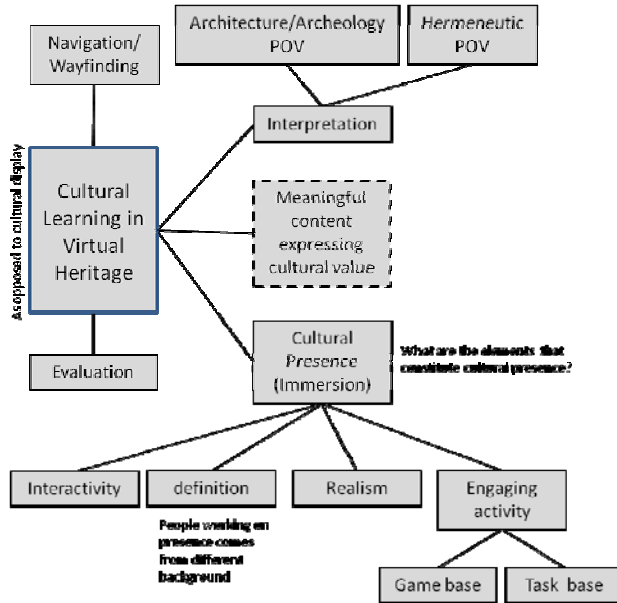 Architecture/Archeology
POV
Hermeneutic
POV
Navigation/
Wayfinding
Interpretation
As opposed to cultural display
Cultural
Learning in
Virtual
Heritage
Meaningful
content
expressing
cultural value
Evaluation
Cultural
Presence
(Immersion)
What are the elements that
constitute cultural presence?
Interactivity
definition
Realism
Engaging
activity
People working on
presence comes
from different
background
Game base
Task base